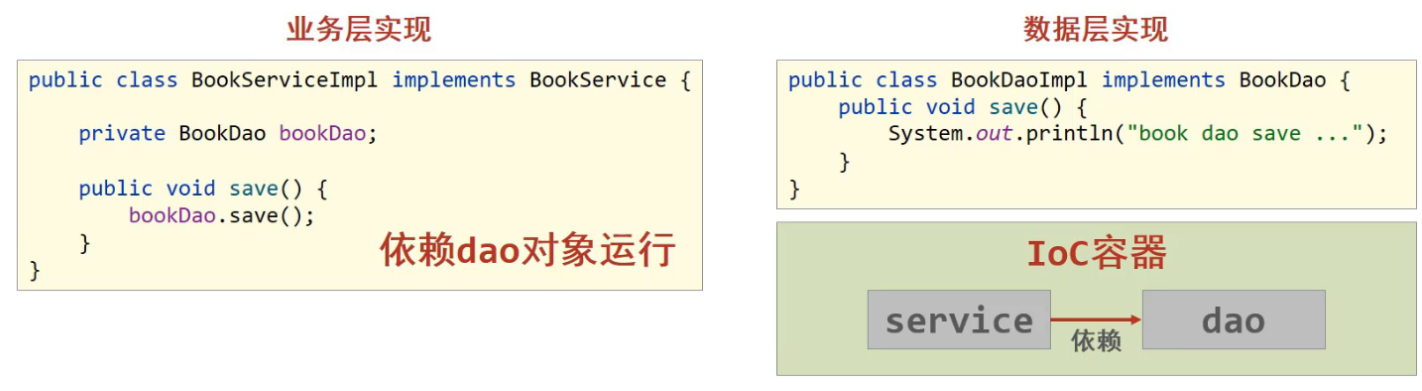 业务层实现
public class BookServiceImpl implements BookService {
    private BookDao bookDao;
    public void save() {
        bookDao.save();
    }
}
依赖dao对象运行
数据层实现
public class BookDaoImpl implements BookDao {
    public void save() {
        System.out.println("book dao save ...");
    }
}
IoC容器
service
依赖
dao